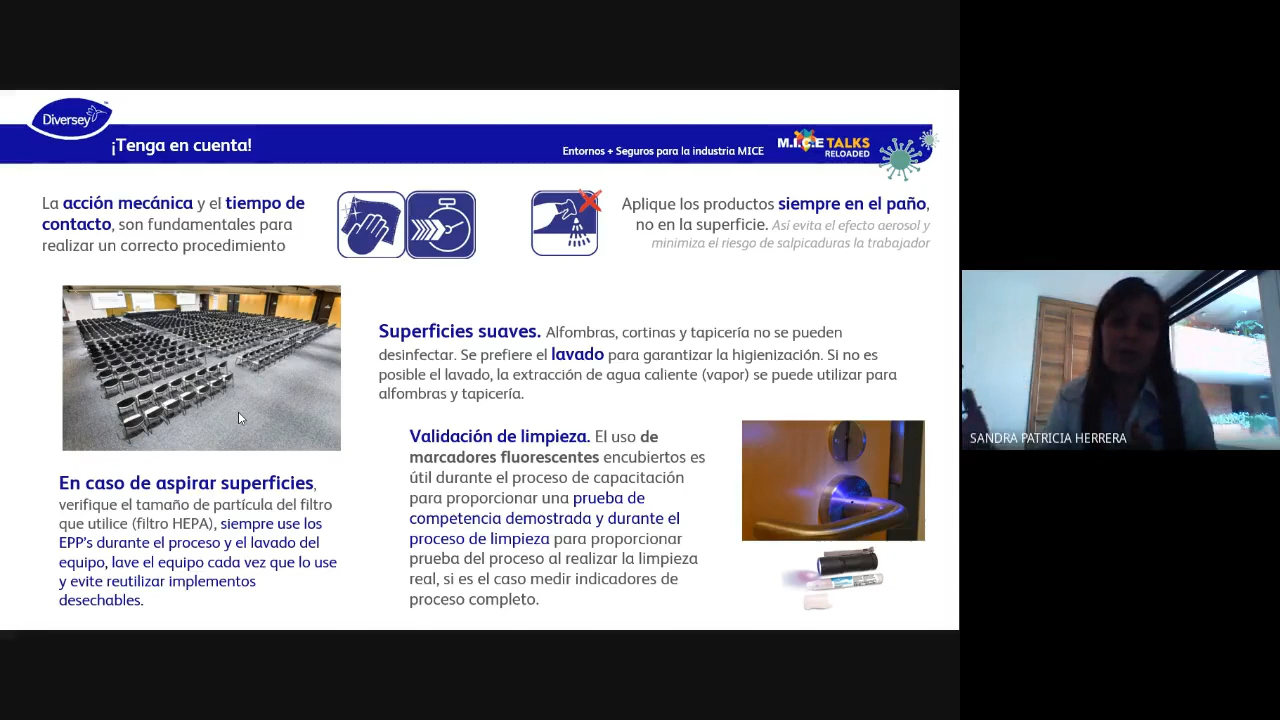 Diversey
¡Tenga en cuenta!
Entornos + Seguros para la industria MICE
M.I.C.E TALKS
RELOADED
La acción mecánica y el tiempo de
contacto, son fundamentales para
realizar un correcto procedimiento
Aplique los productos siempre en el paño,
no en la superficie. Así evita el efecto aerosol y
minimiza el riesgo de salpicaduras la trabajador
Superficies suaves. Alfombras, cortinas y tapicería no se pueden
desinfectar. Se prefiere el lavado para garantizar la higienización. Si no es
posible el lavado, la extracción de agua caliente (vapor) se puede utilizar para
alfombras y tapicería.
En caso de aspirar superficies,
verifique el tamaño de partícula del filtro
que utilice (filtro HEPA), siempre use los
EPP's durante el proceso y el lavado del
equipo, lave el equipo cada vez que lo use
y evite reutilizar implementos
desechables.
Validación de limpieza. El uso de
marcadores fluorescentes encubiertos es
útil durante el proceso de capacitación
para proporcionar una prueba de
competencia demostrada y durante el
proceso de limpieza para proporcionar
prueba del proceso al realizar la limpieza
real, si es el caso medir indicadores de
proceso completo.
SANDRA PATRICIA HERRERA